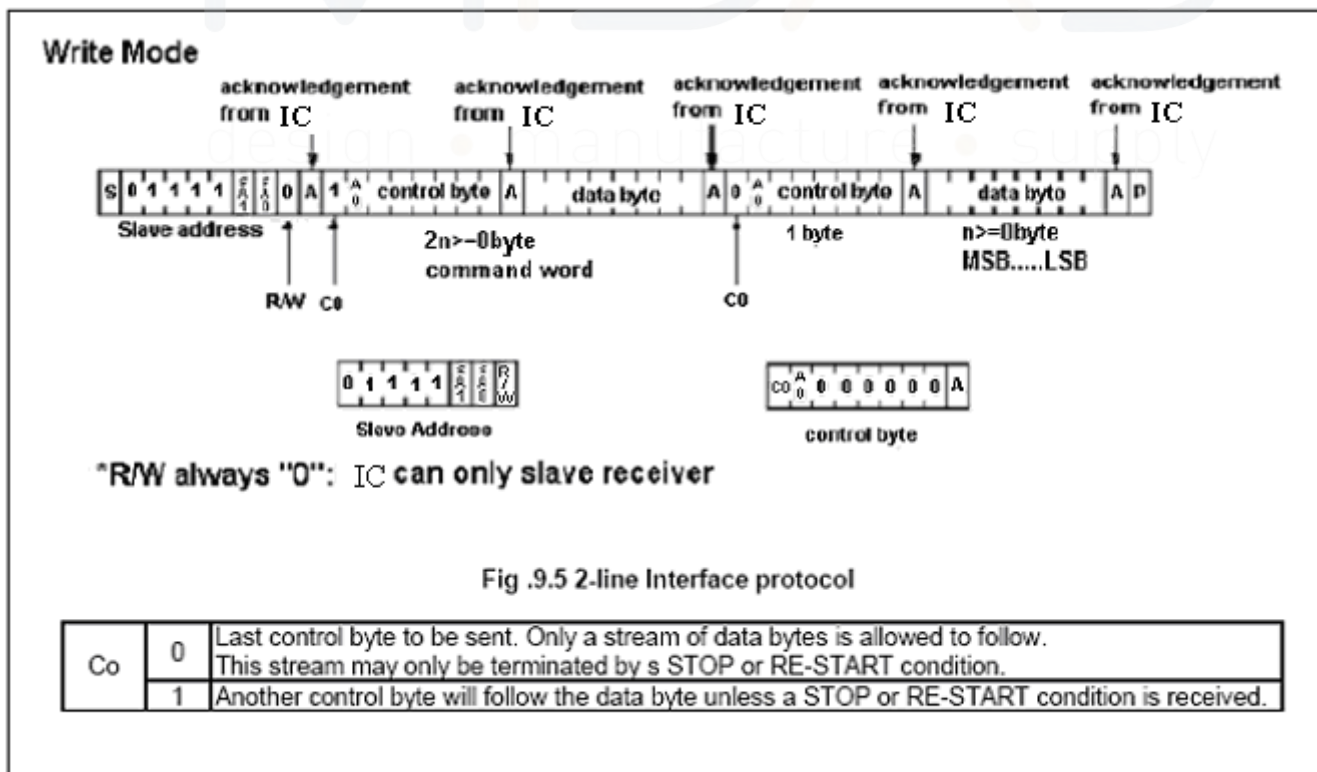 design • manufacture • supply
Write Mode
acknowledgement acknowledgement acknowledgement acknowledgement acknowledgement
from IC from IC from IC from IC from IC
S 0 1 1 1 1 0 A 1 A0 control byte A data byte A 0 A0 control byte A data byte A P
Slave address 2n>=0byte 1 byte n>=0byte
command word MSB.....LSB
R/W C0 C0
0 1 1 1 1 R/W co A0 0 0 0 0 0 0 A
Slave Address control byte
*R/W always "0": IC can only slave receiver
Fig .9.5 2-line Interface protocol
Co 0 Last control byte to be sent. Only a stream of data bytes is allowed to follow.
This stream may only be terminated by s STOP or RE-START condition.
1 Another control byte will follow the data byte unless a STOP or RE-START condition is received.